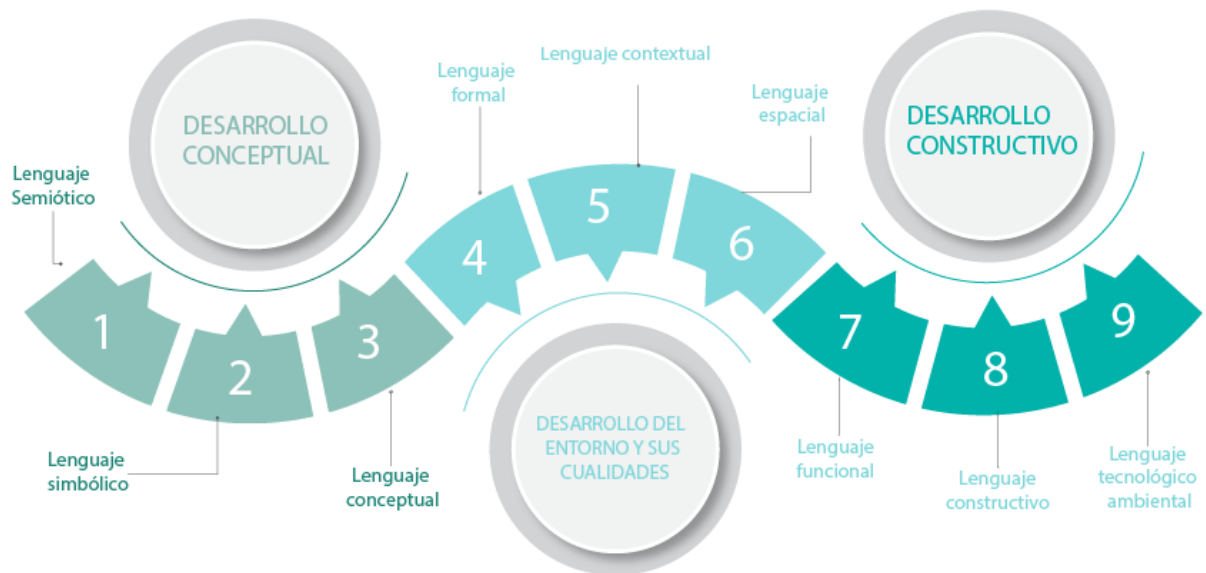 DESARROLLO
CONCEPTUAL
Lenguaje
Semiótico
1
2
Lenguaje
simbólico
3
Lenguaje
conceptual
Lenguaje
formal
4
Lenguaje contextual
5
Lenguaje
espacial
6
DESARROLLO DEL
ENTORNO Y SUS
CUALIDADES
DESARROLLO
CONSTRUCTIVO
7
Lenguaje
funcional
8
Lenguaje
constructivo
9
Lenguaje
tecnológico
ambiental